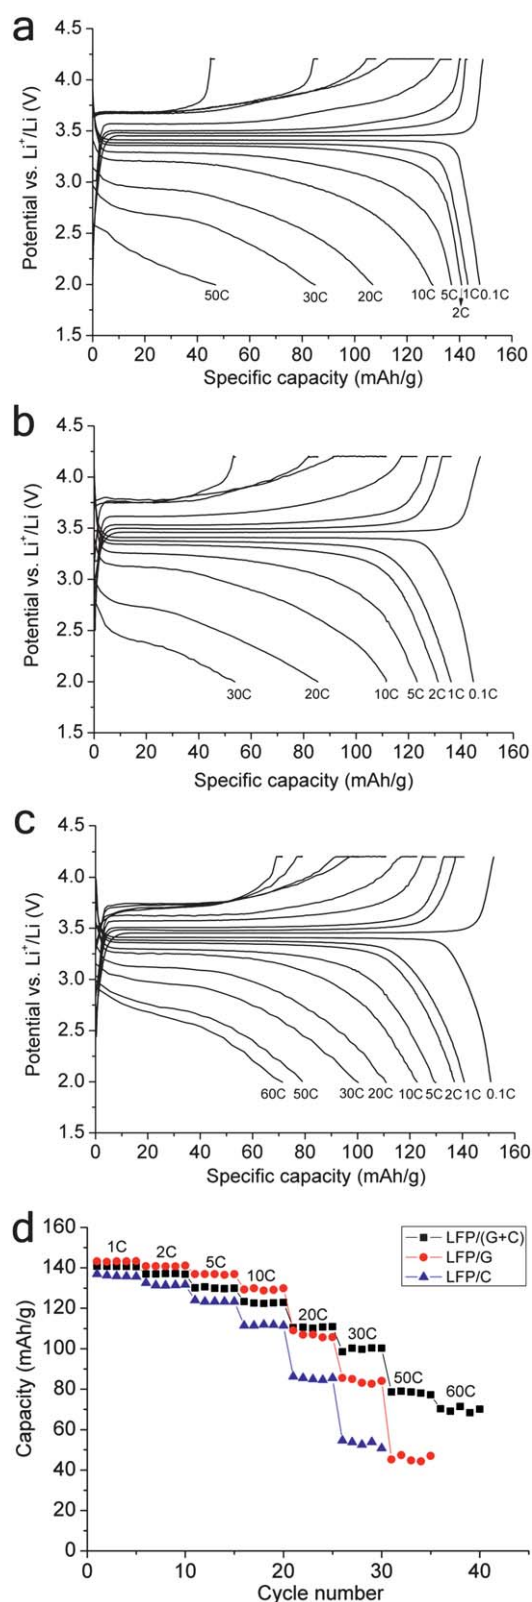 a
4.5
4.0
3.5
3.0
2.5
2.0
1.5
Potential vs. Li⁺/Li (V)
50C 30C 20C 10C 5C 1C 0.1C
2C
0 20 40 60 80 100 120 140 160
Specific capacity (mAh/g)
b
4.5
4.0
3.5
3.0
2.5
2.0
1.5
Potential vs. Li⁺/Li (V)
30C 20C 10C 5C 2C 1C 0.1C
0 20 40 60 80 100 120 140 160
Specific capacity (mAh/g)
c
4.5
4.0
3.5
3.0
2.5
2.0
1.5
Potential vs. Li⁺/Li (V)
60C 50C 30C 20C 10C 5C 2C 1C 0.1C
0 20 40 60 80 100 120 140 160
Specific capacity (mAh/g)
d
160
140
120
100
80
60
40
20
0
Capacity (mAh/g)
1C 2C 5C 10C 20C 30C 50C 60C
LFP/(G+C)
LFP/G
LFP/C
0 10 20 30 40
Cycle number